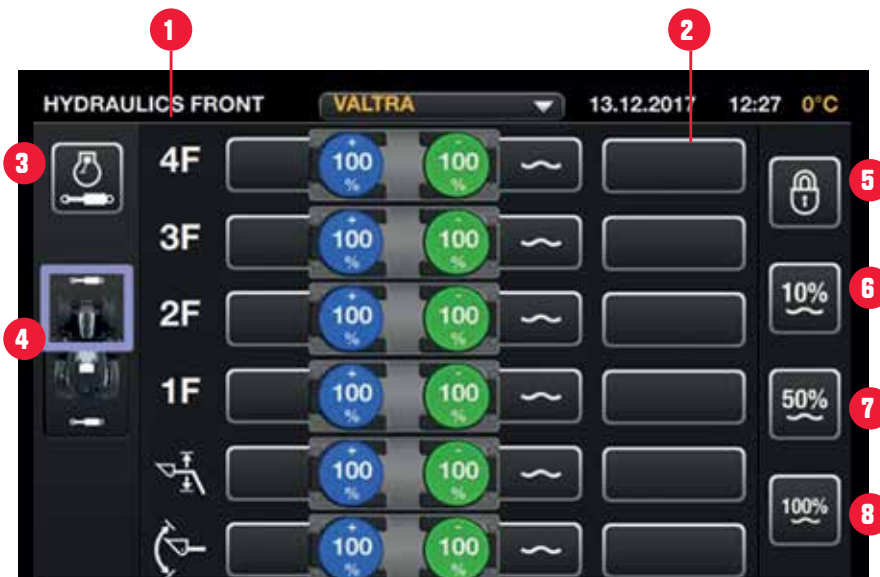 1 2
HYDRAULICS FRONT VALTRA 13.12.2017 12:27 0°C
3 4F + 100 % - 100 % 5
3F + 100 % - 100 %
10% 6
4 2F + 100 % - 100 %
1F + 100 % - 100 % 50% 7
+ 100 % - 100 %
100% 8
+ 100 % - 100 %